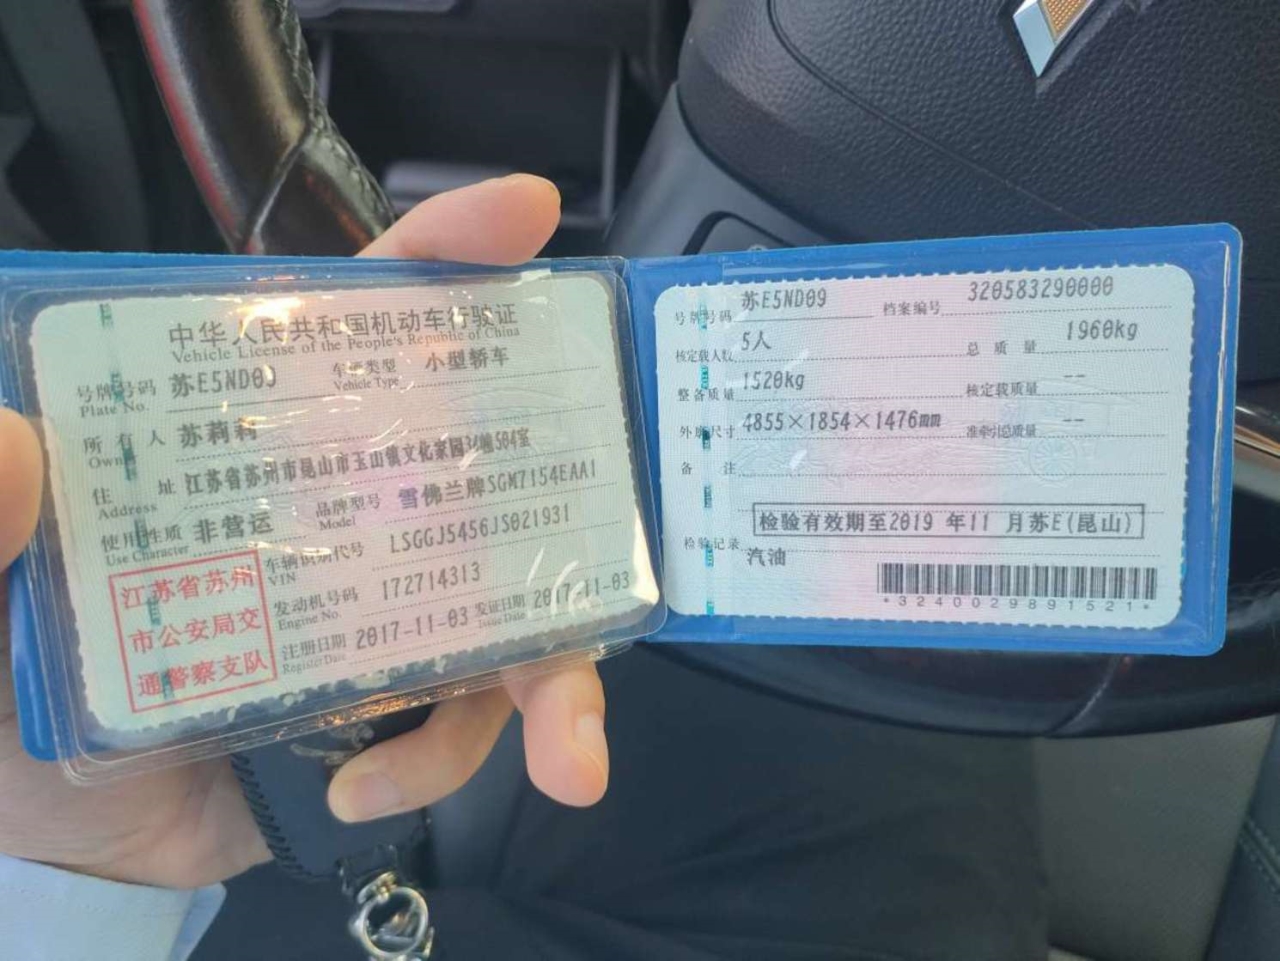 中华人民共和国机动车行驶证
Vehicle License of the People's Republic of China
号牌号码 苏E5ND09 车辆类型 小型轿车
Plate No. Vehicle Type
所有人 苏莉莉
Owner
住址 江苏省苏州市昆山市玉山镇文化家园34幢504室
Address
使用性质 非营运 品牌型号 雪佛兰牌SGM7154EAA1
Use Character Model
车辆识别代号 LSGGJ5456JS021931
VIN
江苏省苏州
市公安局交
通警察支队
发动机号码 172714313
Engine No.
注册日期 2017-11-03 发证日期 2017-11-03
Register Date Issue Date
号牌号码 苏E5ND09 档案编号 320583290000
核定载人数 5人 总质量 1960kg
整备质量 1520kg 核定载质量 --
外廓尺寸 4855×1854×1476mm 准牵引总质量 --
备注
检验有效期至2019 年11 月苏E(昆山)
检验记录
汽油
*3240029891521*